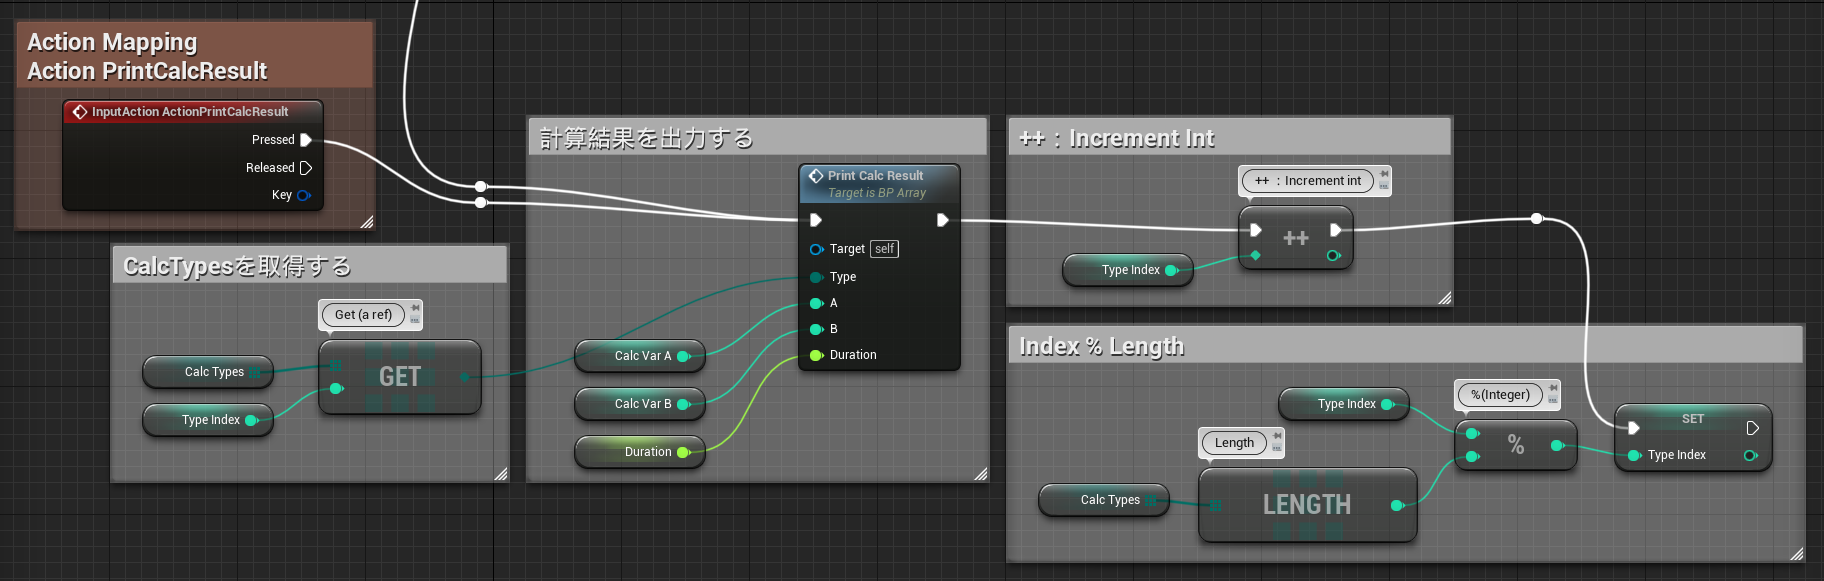 Action Mapping
Action PrintCalcResult
InputAction ActionPrintCalcResult
Pressed
Released
Key
CalcTypesを取得する
Get (a ref)
Calc Types
GET
Type Index
計算結果を出力する
Print Calc Result
Target is BP Array
Target self
Type
A
B
Duration
Calc Var A
Calc Var B
Duration
++ : Increment Int
++ : Increment int
++
Type Index
Index % Length
Type Index
%(Integer)
%
Length
Calc Types
LENGTH
SET
Type Index